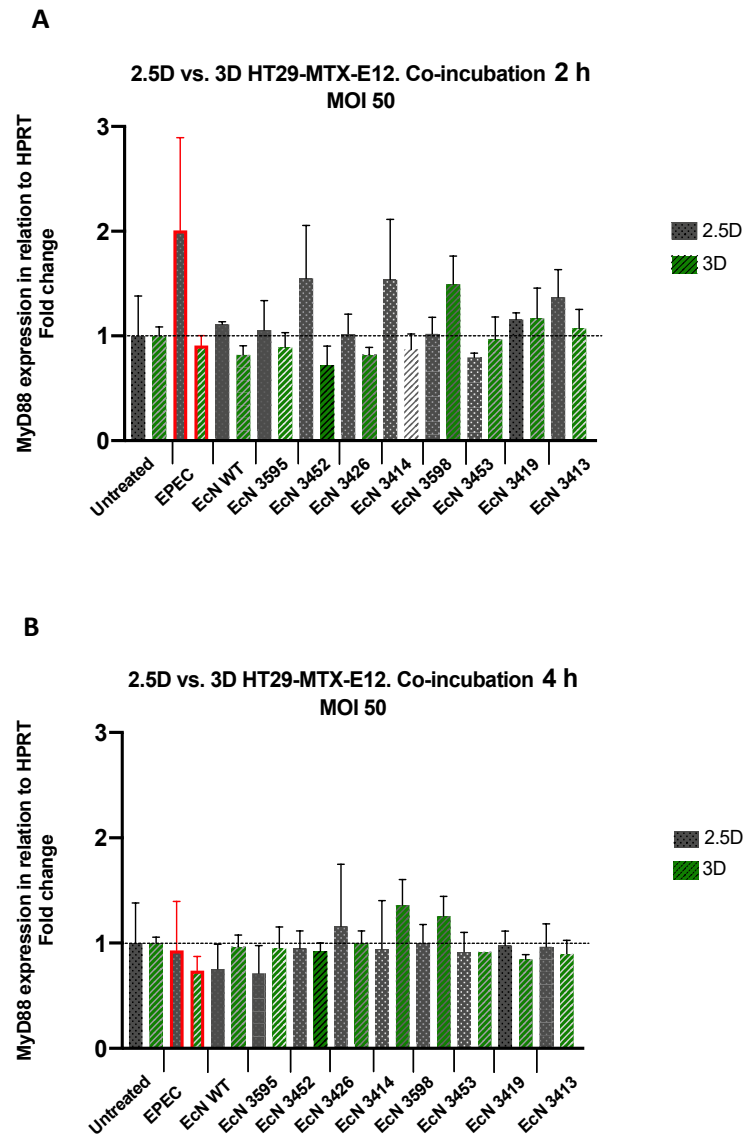 A
2.5D vs. 3D HT29-MTX-E12. Co-incubation 2 h
MOI 50
MyD88 expression in relation to HPRT
Fold change
3
2
1
0
2.5D
3D
Untreated
EPEC
EcN WT
EcN 3595
EcN 3452
EcN 3426
EcN 3414
EcN 3598
EcN 3453
EcN 3419
EcN 3413
B
2.5D vs. 3D HT29-MTX-E12. Co-incubation 4 h
MOI 50
MyD88 expression in relation to HPRT
Fold change
3
2
1
0
2.5D
3D
Untreated
EPEC
EcN WT
EcN 3595
EcN 3452
EcN 3426
EcN 3414
EcN 3598
EcN 3453
EcN 3419
EcN 3413